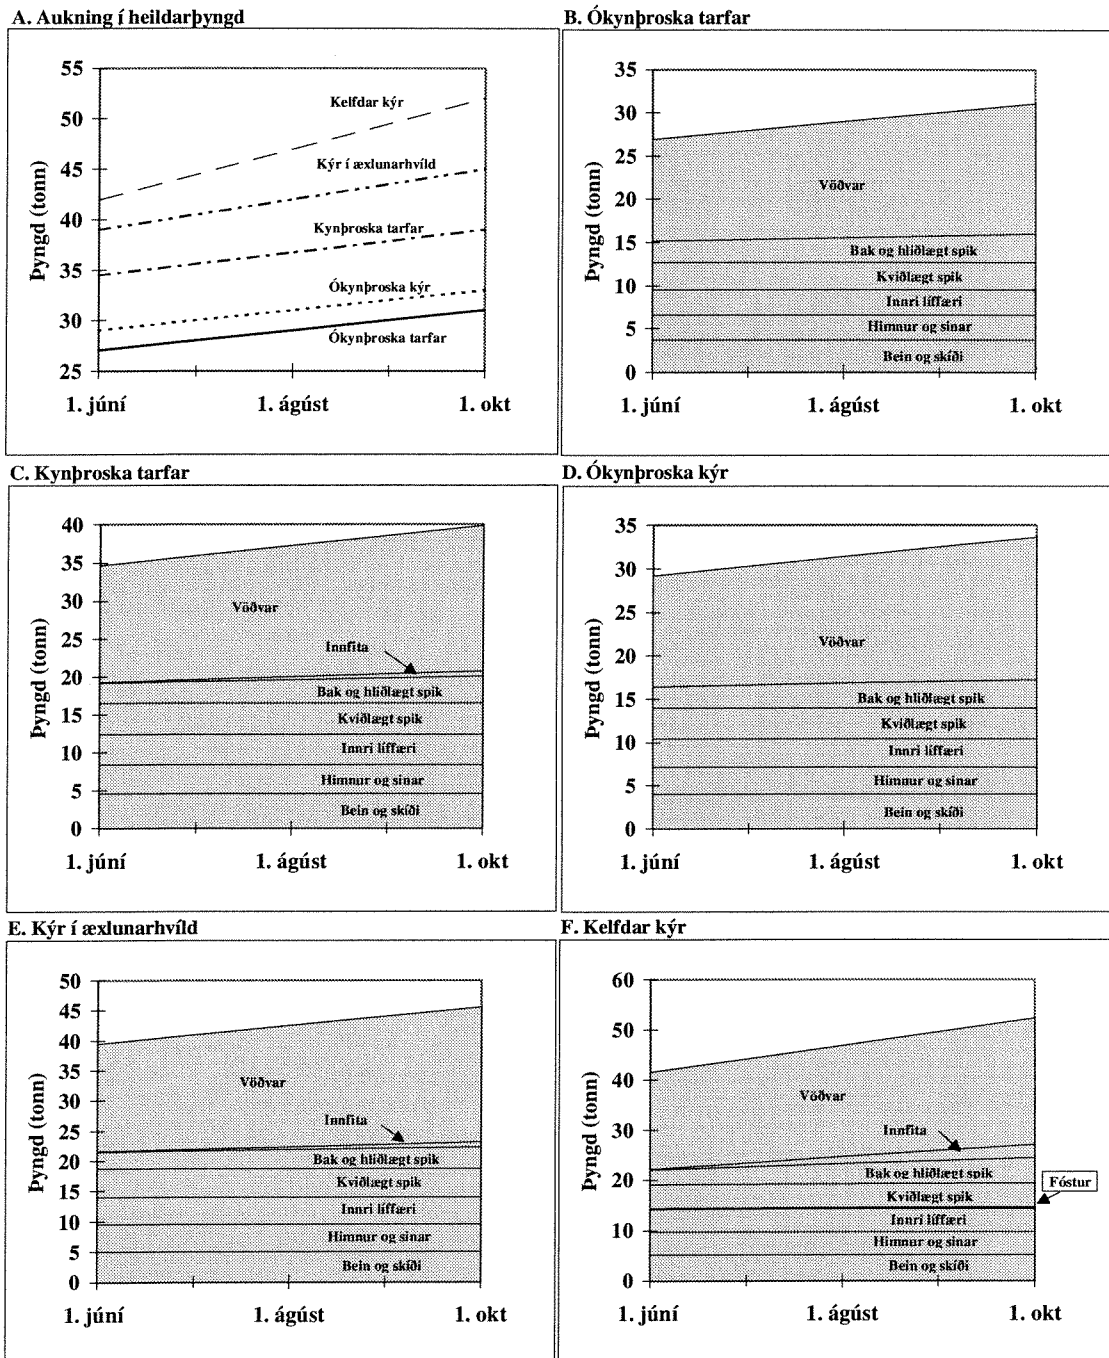 A. Aukning í heildarþyngd
Þyngd (tonn)
55
50
45
40
35
30
25
Kelfdar kýr
Kýr í æxlunarhvíld
Kynþroska tarfar
Ókynþroska kýr
Ókynþroska tarfar
1. júní
1. ágúst
1. okt
B. Ókynþroska tarfar
Þyngd (tonn)
35
30
25
20
15
10
5
0
Vöðvar
Bak og hliðlægt spik
Kviðlægt spik
Innri líffæri
Himnur og sinar
Bein og skíði
1. júní
1. ágúst
1. okt
C. Kynþroska tarfar
Þyngd (tonn)
40
35
30
25
20
15
10
5
0
Vöðvar
Innfita
Bak og hliðlægt spik
Kviðlægt spik
Innri líffæri
Himnur og sinar
Bein og skíði
1. júní
1. ágúst
1. okt
D. Ókynþroska kýr
Þyngd (tonn)
35
30
25
20
15
10
5
0
Vöðvar
Bak og hliðlægt spik
Kviðlægt spik
Innri líffæri
Himnur og sinar
Bein og skíði
1. júní
1. ágúst
1. okt
E. Kýr í æxlunarhvíld
Þyngd (tonn)
50
45
40
35
30
25
20
15
10
5
0
Vöðvar
Innfita
Bak og hliðlægt spik
Kviðlægt spik
Innri líffæri
Himnur og sinar
Bein og skíði
1. júní
1. ágúst
1. okt
F. Kelfdar kýr
Þyngd (tonn)
60
50
40
30
20
10
0
Vöðvar
Innfita
Bak og hliðlægt spik
Kviðlægt spik
Fóstur
Innri líffæri
Himnur og sinar
Bein og skíði
1. júní
1. ágúst
1. okt